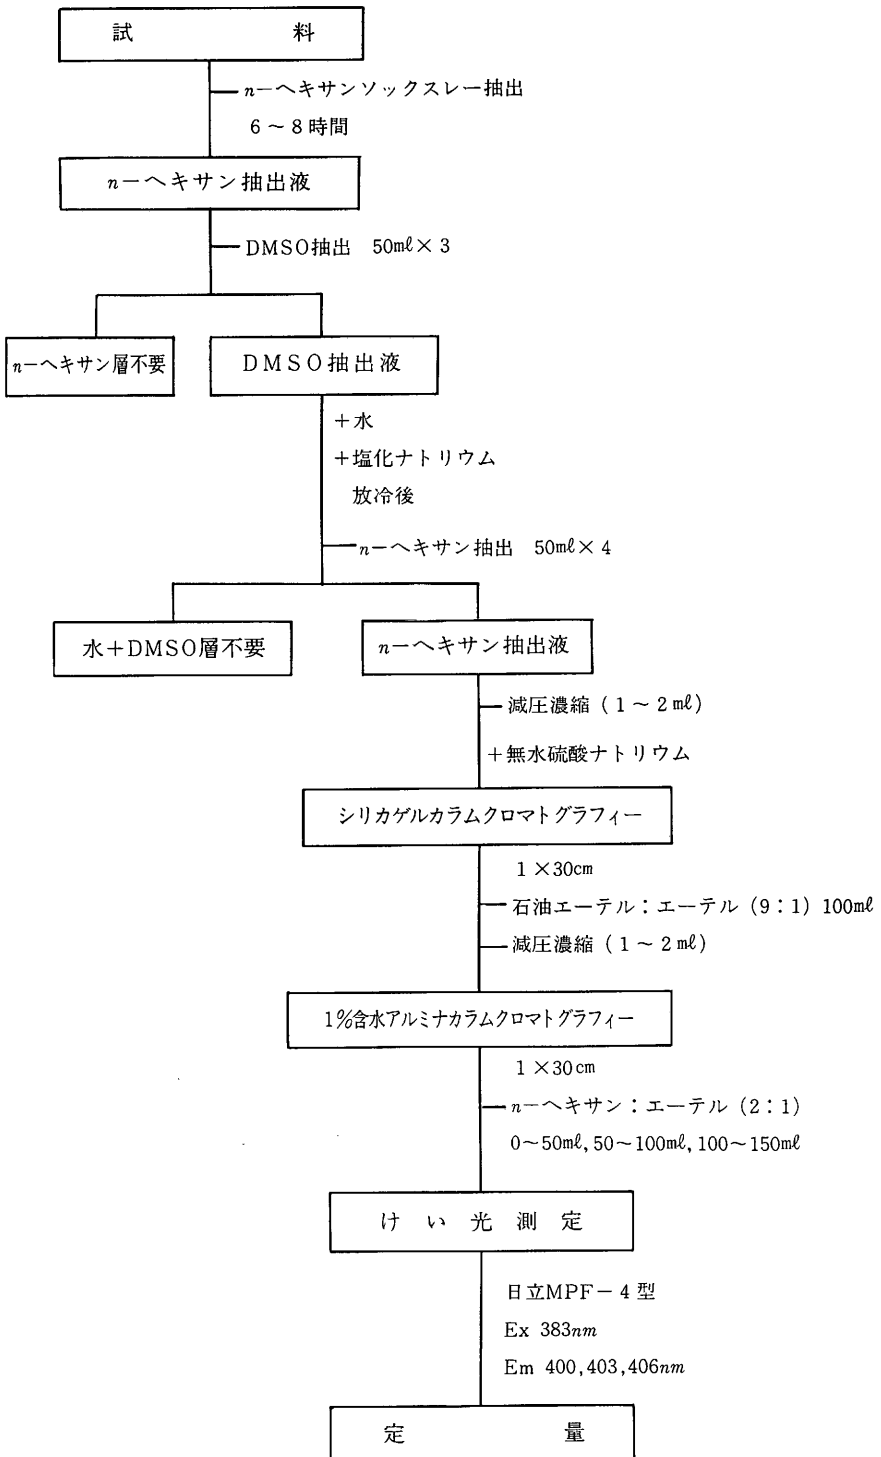 試料
n-ヘキサンソックスレー抽出
6～8時間
n-ヘキサン抽出液
DMSO抽出 50mℓ×3
n-ヘキサン層不要
DMSO抽出液
+水
+塩化ナトリウム
放冷後
n-ヘキサン抽出 50mℓ×4
水+DMSO層不要
n-ヘキサン抽出液
減圧濃縮(1～2mℓ)
+無水硫酸ナトリウム
シリカゲルカラムクロマトグラフィー
1×30cm
石油エーテル:エーテル(9:1)100mℓ
減圧濃縮(1～2mℓ)
1%含水アルミナカラムクロマトグラフィー
1×30cm
n-ヘキサン:エーテル(2:1)
0～50mℓ,50～100mℓ,100～150mℓ
けい光測定
日立MPF-4型
Ex 383nm
Em 400,403,406nm
定量